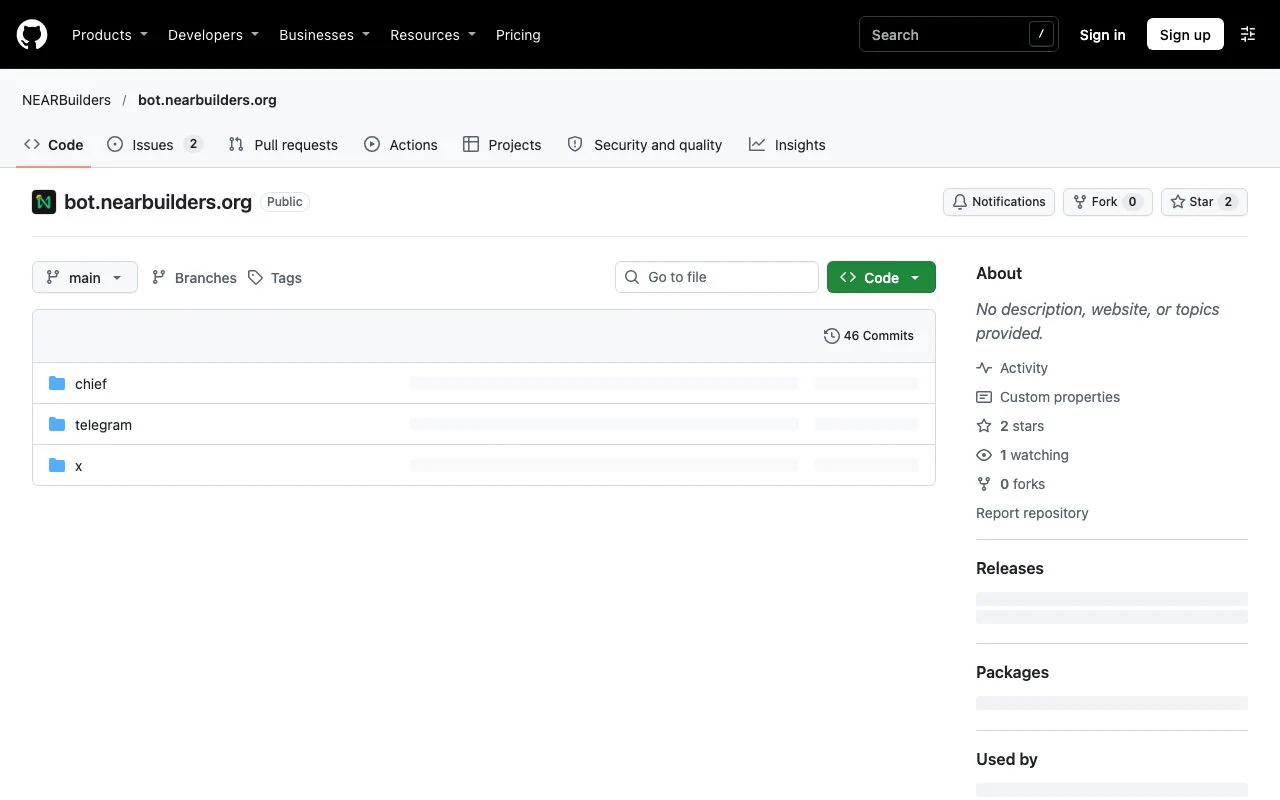 Products Developers Businesses Resources Pricing Search / Sign in Sign up
NEARBuilders / bot.nearbuilders.org
Code Issues 2 Pull requests Actions Projects Security and quality Insights
bot.nearbuilders.org Public Notifications Fork 0 Star 2
main Branches Tags Go to file Code
46 Commits
chief
telegram
x
About
No description, website, or topics
provided.
Activity
Custom properties
2 stars
1 watching
0 forks
Report repository
Releases
Packages
Used by